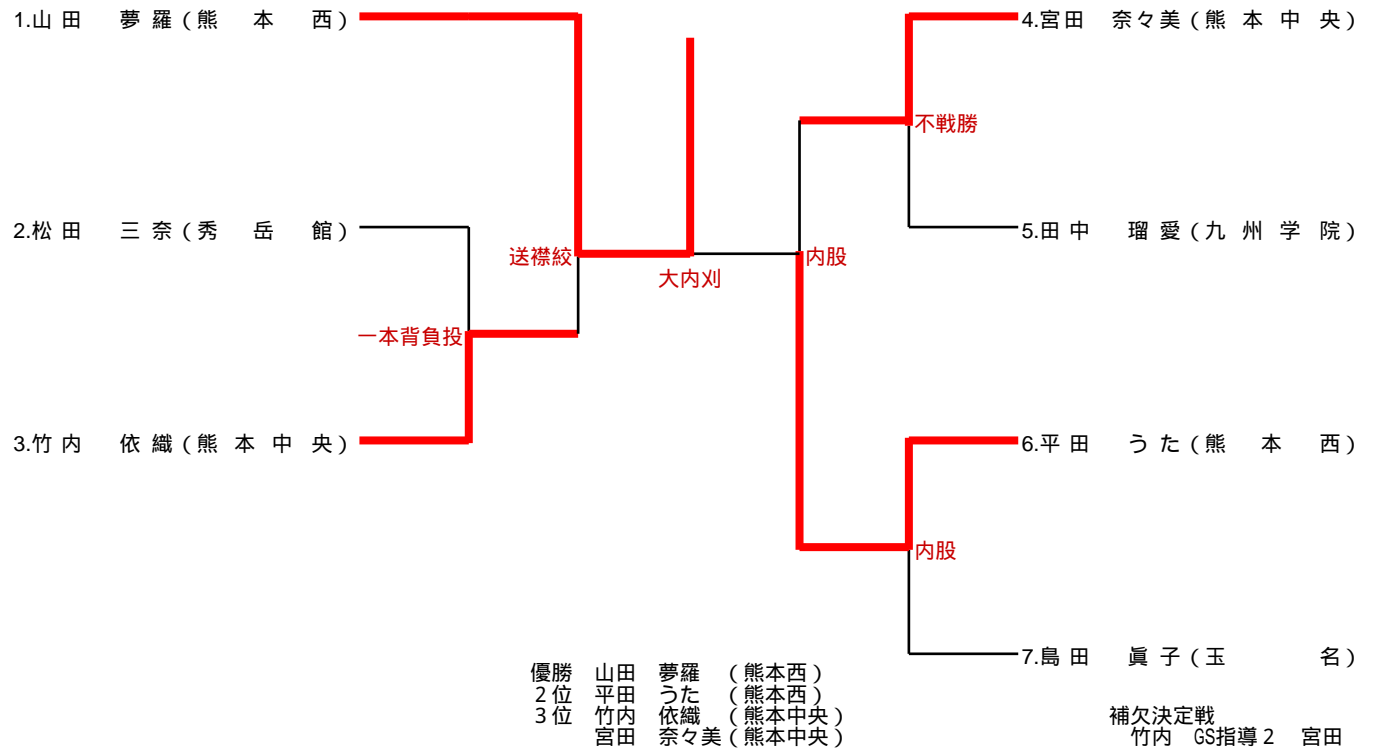 1.山田 夢羅(熊本西)
4.宮田 奈々美(熊本中央)
不戦勝
2.松田 三奈(秀岳館)
5.田中 瑠愛(九州学院)
送襟絞
内股
大内刈
一本背負投
3.竹内 依織(熊本中央)
6.平田 うた(熊本西)
内股
7.島田 眞子(玉名)
優勝 山田 夢羅 (熊本西)
2位 平田 うた (熊本西)
3位 竹内 依織 (熊本中央)
宮田 奈々美(熊本中央)
補欠決定戦
竹内 GS指導2 宮田